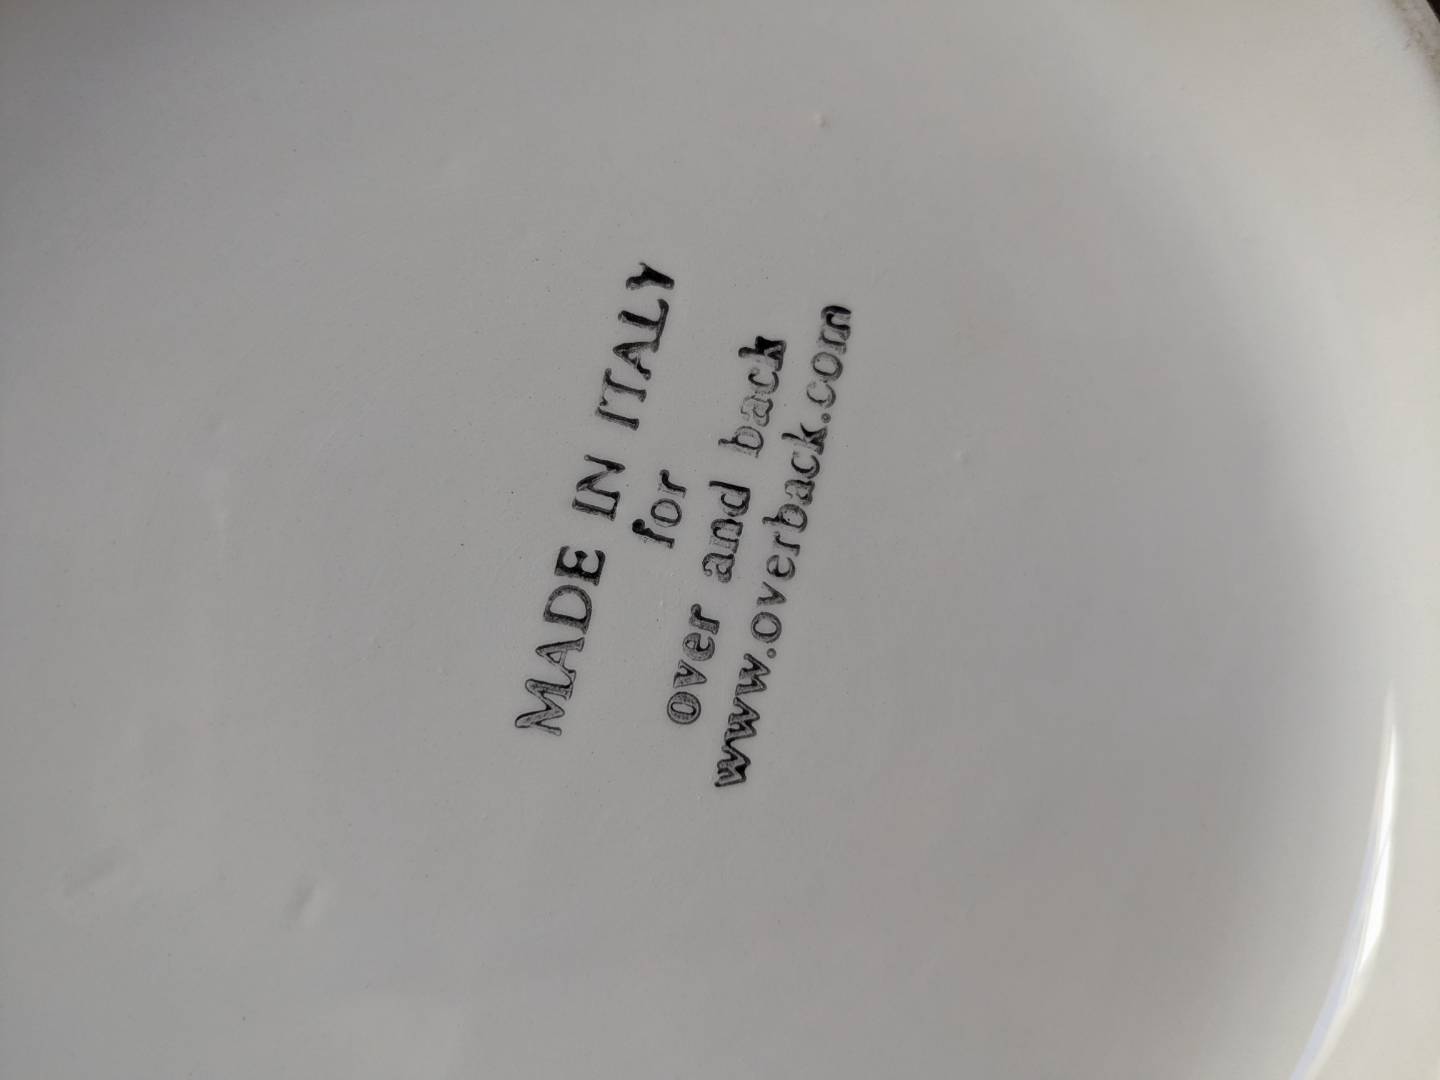 MADE IN ITALY
for
over and back
www.overback.com